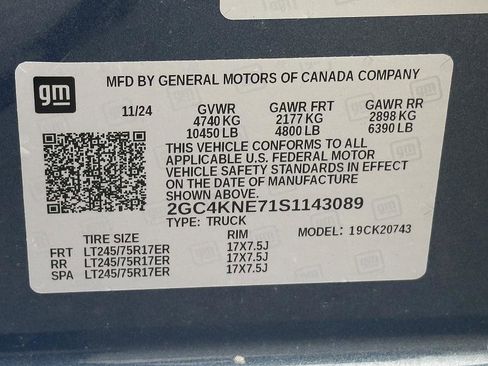 gm
MFD BY GENERAL MOTORS OF CANADA COMPANY
11/24 GVWR GAWR FRT GAWR RR
4740 KG 2177 KG 2898 KG
10450 LB 4800 LB 6390 LB
THIS VEHICLE CONFORMS TO ALL
APPLICABLE U.S. FEDERAL MOTOR
VEHICLE SAFETY STANDARDS IN EFFECT
ON THE DATE OF MANUFACTURE
SHOWN ABOVE.
2GC4KNE71S1143089
TYPE: TRUCK
TIRE SIZE RIM MODEL: 19CK20743
FRT LT245/75R17ER 17X7.5J
RR LT245/75R17ER 17X7.5J
SPA LT245/75R17ER 17X7.5J